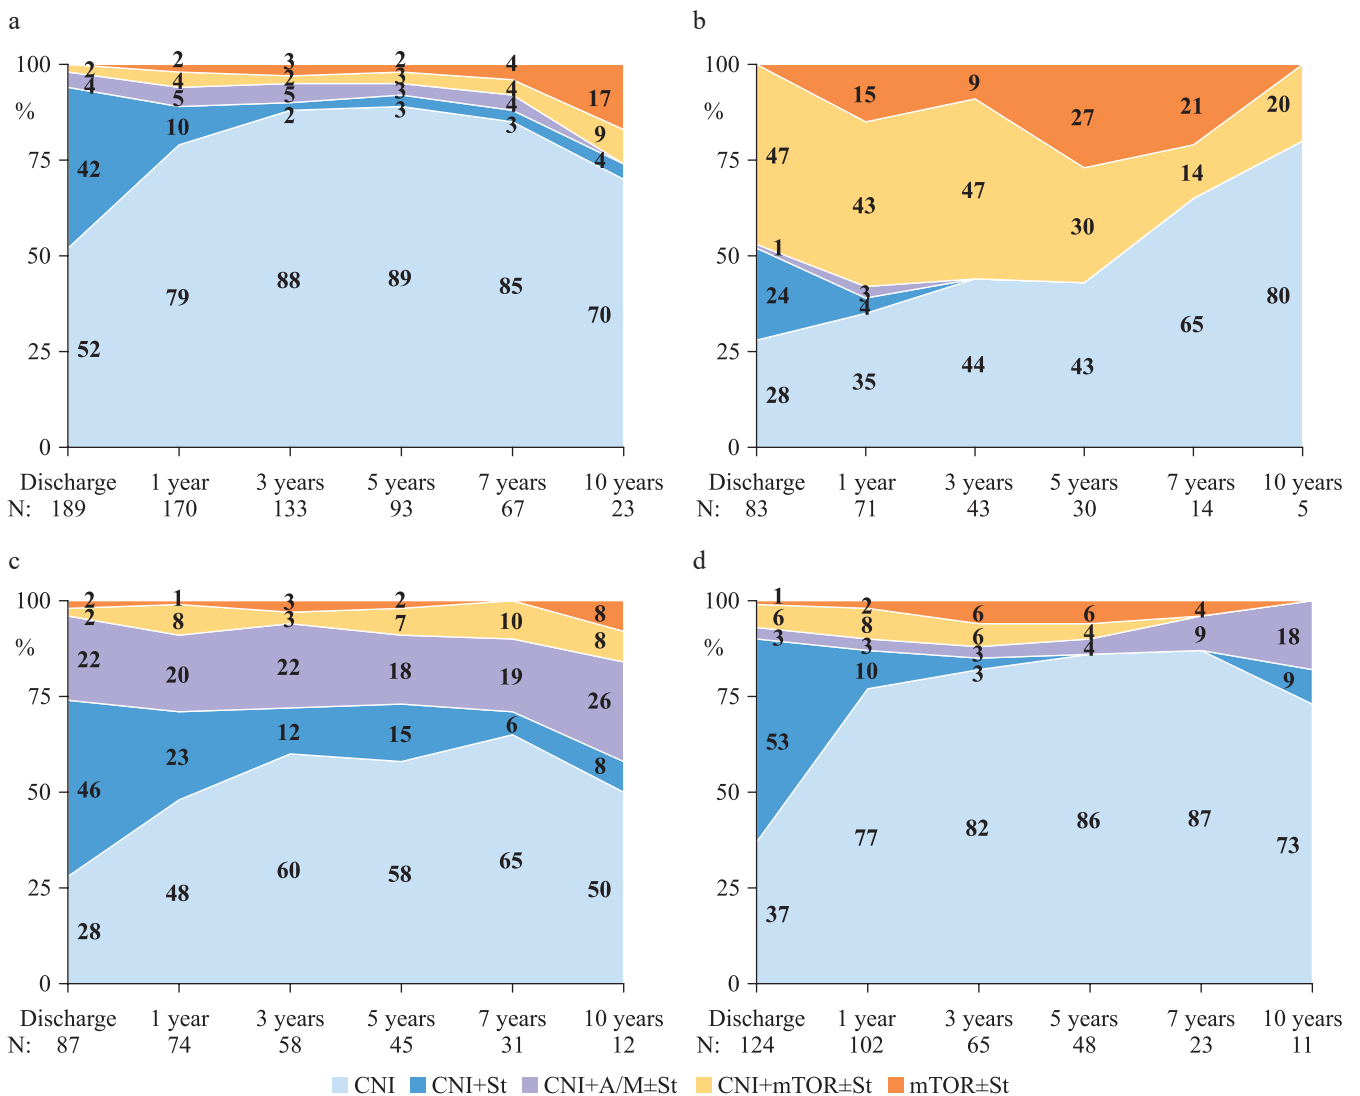 a
100
75
50
25
0
%
2 3 2 4
2 4 2 3 4 17
4 5 5 3 4 9
42 10 2 3 3 4
52 79 88 89 85 70
Discharge 1 year 3 years 5 years 7 years 10 years
N: 189 170 133 93 67 23
b
100
75
50
25
0
%
15 9 27 21
47 43 47 30 14 20
1 3
24 4
28 35 44 43 65 80
Discharge 1 year 3 years 5 years 7 years 10 years
N: 83 71 43 30 14 5
c
100
75
50
25
0
%
2 1 3 2 8
2 8 3 7 10 8
22 20 22 18 19 26
46 23 12 15 6 8
28 48 60 58 65 50
Discharge 1 year 3 years 5 years 7 years 10 years
N: 87 74 58 45 31 12
d
100
75
50
25
0
%
1 2 6 6 4
6 8 6 4
3 3 3 4 9 18
53 10 3 9
37 77 82 86 87 73
Discharge 1 year 3 years 5 years 7 years 10 years
N: 124 102 65 48 23 11
CNI CNI+St CNI+A/M±St CNI+mTOR±St mTOR±St